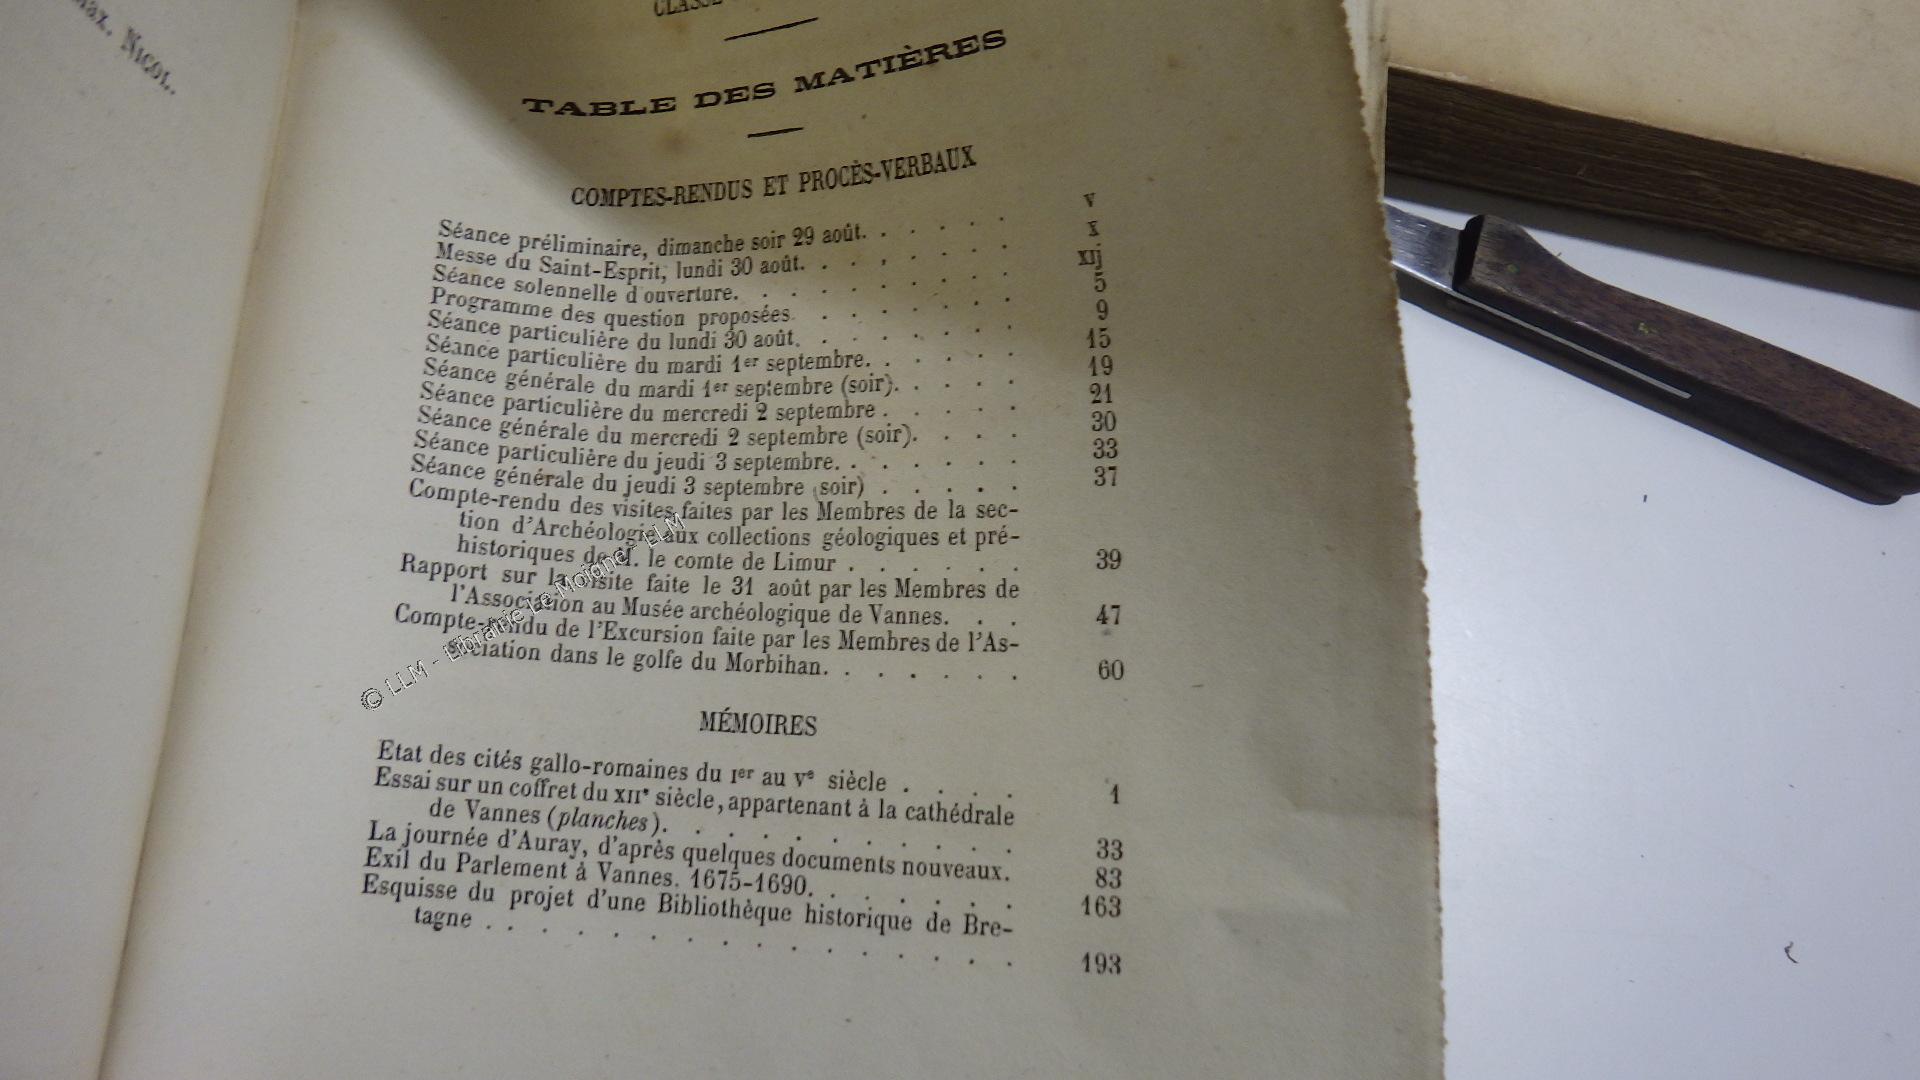 max. Nicol.
CLASSE
TABLE DES MATIÈRES
COMPTES-RENDUS ET PROCÈS-VERBAUX
Séance préliminaire, dimanche soir 29 août. . . . . v
Messe du Saint-Esprit, lundi 30 août. . . . . . . x
Séance solennelle d'ouverture. . . . . . . . xij
Programme des question proposées. . . . . . . 5
Séance particulière du lundi 30 août. . . . . . . 9
Séance particulière du mardi 1er septembre. . . . . 15
Séance générale du mardi 1er septembre (soir). . . . . 19
Séance particulière du mercredi 2 septembre . . . . 21
Séance générale du mercredi 2 septembre (soir). . . . 30
Séance particulière du jeudi 3 septembre. . . . . . 33
Séance générale du jeudi 3 septembre (soir) . . . . . 37
Compte-rendu des visites faites par les Membres de la sec-
tion d'Archéologie aux collections géologiques et pré-
historiques de M. le comte de Limur . . . . . . 39
Rapport sur la visite faite le 31 août par les Membres de
l'Association au Musée archéologique de Vannes. . . 47
Compte-rendu de l'Excursion faite par les Membres de l'As-
sociation dans le golfe du Morbihan. . . . . . . 60
© LLM - Librairie Le Moigne - LLM
MÉMOIRES
Etat des cités gallo-romaines du Ier au Ve siècle . . . . 1
Essai sur un coffret du XIIe siècle, appartenant à la cathédrale
de Vannes (planches). . . . . . . . . . . 33
La journée d'Auray, d'après quelques documents nouveaux. 83
Exil du Parlement à Vannes. 1675-1690. . . . . . . 163
Esquisse du projet d'une Bibliothèque historique de Bre-
tagne . . . . . . . . . . . . . . . 193